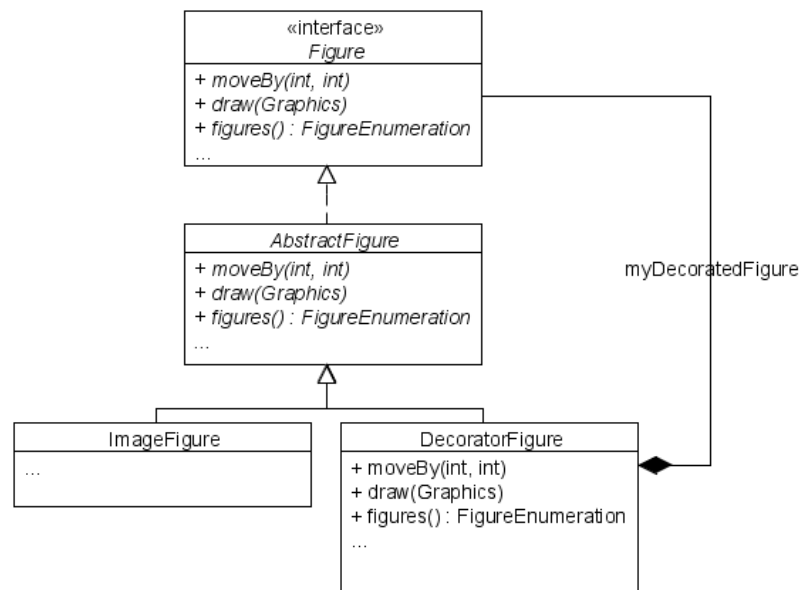 «interface»
Figure
+ moveBy(int, int)
+ draw(Graphics)
+ figures() : FigureEnumeration
...
AbstractFigure
+ moveBy(int, int)
+ draw(Graphics)
+ figures() : FigureEnumeration
...
myDecoratedFigure
ImageFigure
...
DecoratorFigure
+ moveBy(int, int)
+ draw(Graphics)
+ figures() : FigureEnumeration
...